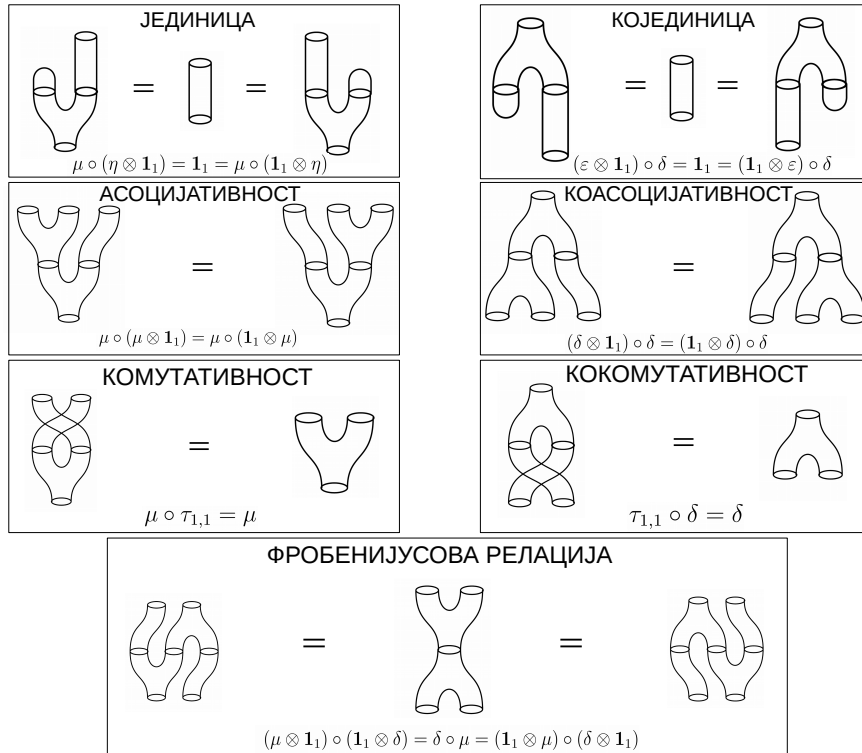 ЈЕДИНИЦА
= =
μ ∘ (η ⊗ 𝟏₁) = 𝟏₁ = μ ∘ (𝟏₁ ⊗ η)
КОЈЕДИНИЦА
= =
(ε ⊗ 𝟏₁) ∘ δ = 𝟏₁ = (𝟏₁ ⊗ ε) ∘ δ
АСОЦИЈАТИВНОСТ
=
μ ∘ (μ ⊗ 𝟏₁) = μ ∘ (𝟏₁ ⊗ μ)
КОАСОЦИЈАТИВНОСТ
=
(δ ⊗ 𝟏₁) ∘ δ = (𝟏₁ ⊗ δ) ∘ δ
КОМУТАТИВНОСТ
=
μ ∘ τ₁,₁ = μ
КОКОМУТАТИВНОСТ
=
τ₁,₁ ∘ δ = δ
ФРОБЕНИЈУСОВА РЕЛАЦИЈА
= =
(μ ⊗ 𝟏₁) ∘ (𝟏₁ ⊗ δ) = δ ∘ μ = (𝟏₁ ⊗ μ) ∘ (δ ⊗ 𝟏₁)